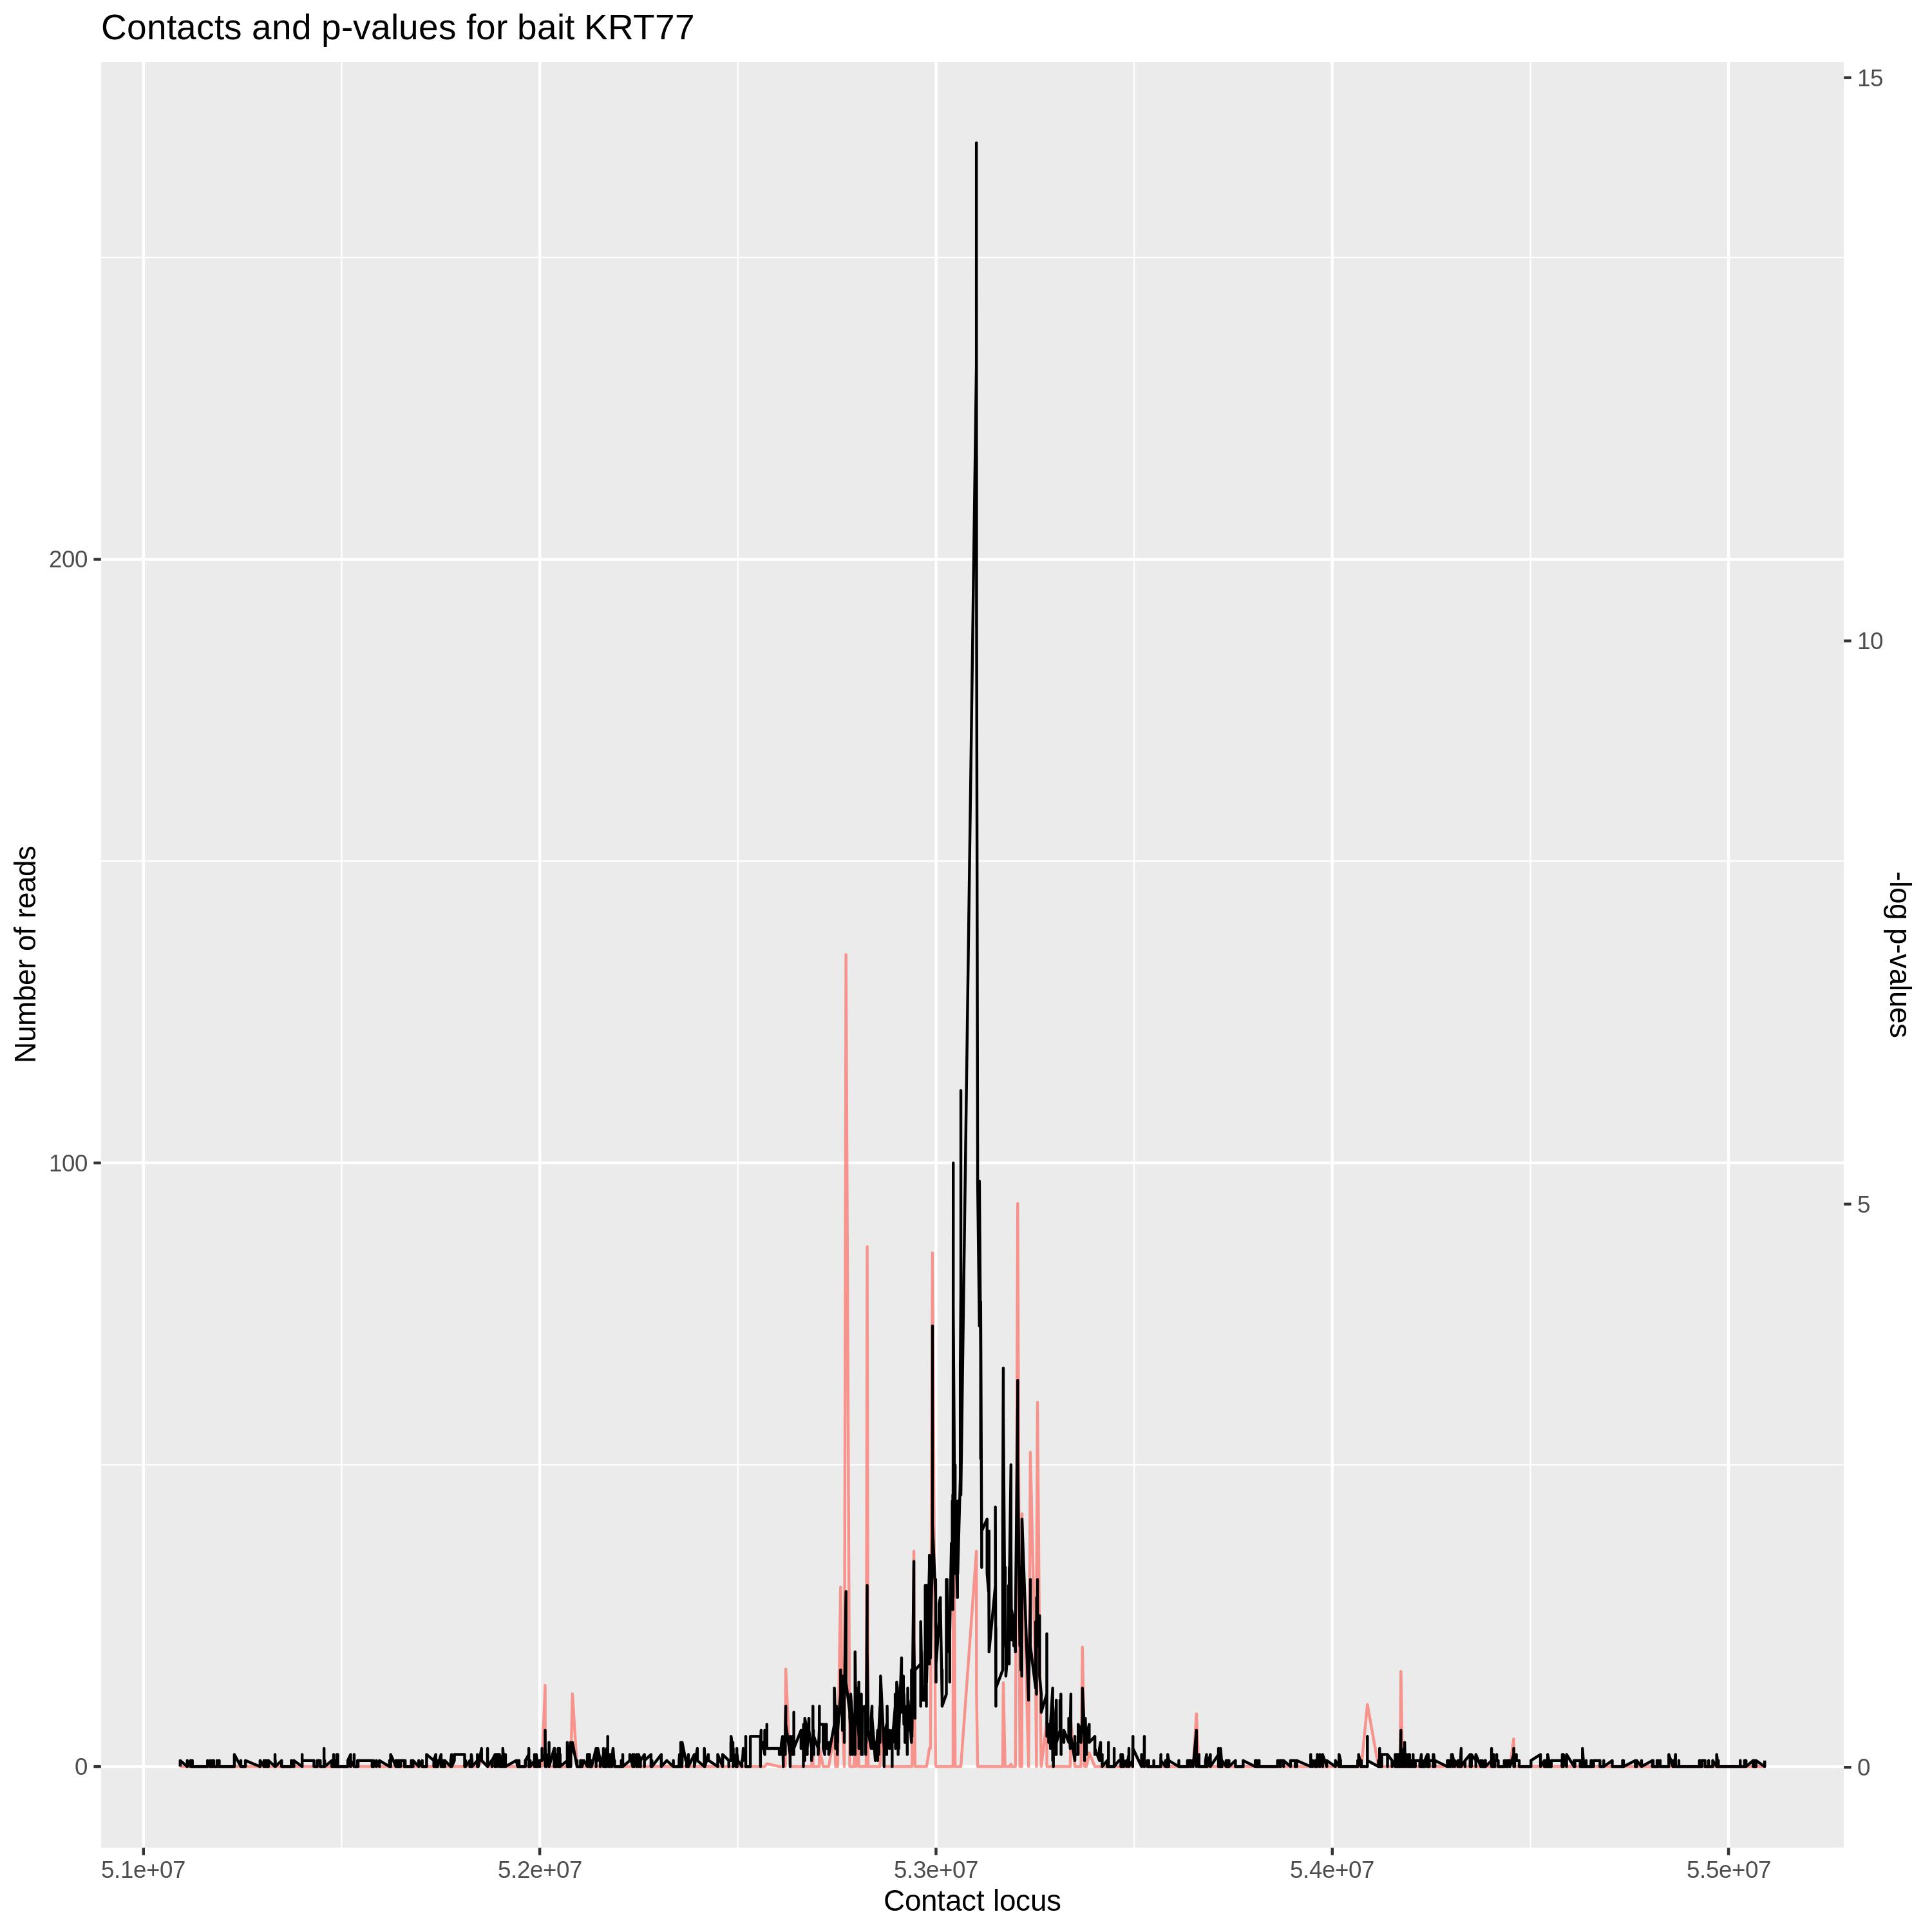 Contacts and p-values for bait KRT77
15
200
10
Number of reads
-log p-values
100
5
0
0
5.1e+07
5.2e+07
5.3e+07
5.4e+07
5.5e+07
Contact locus